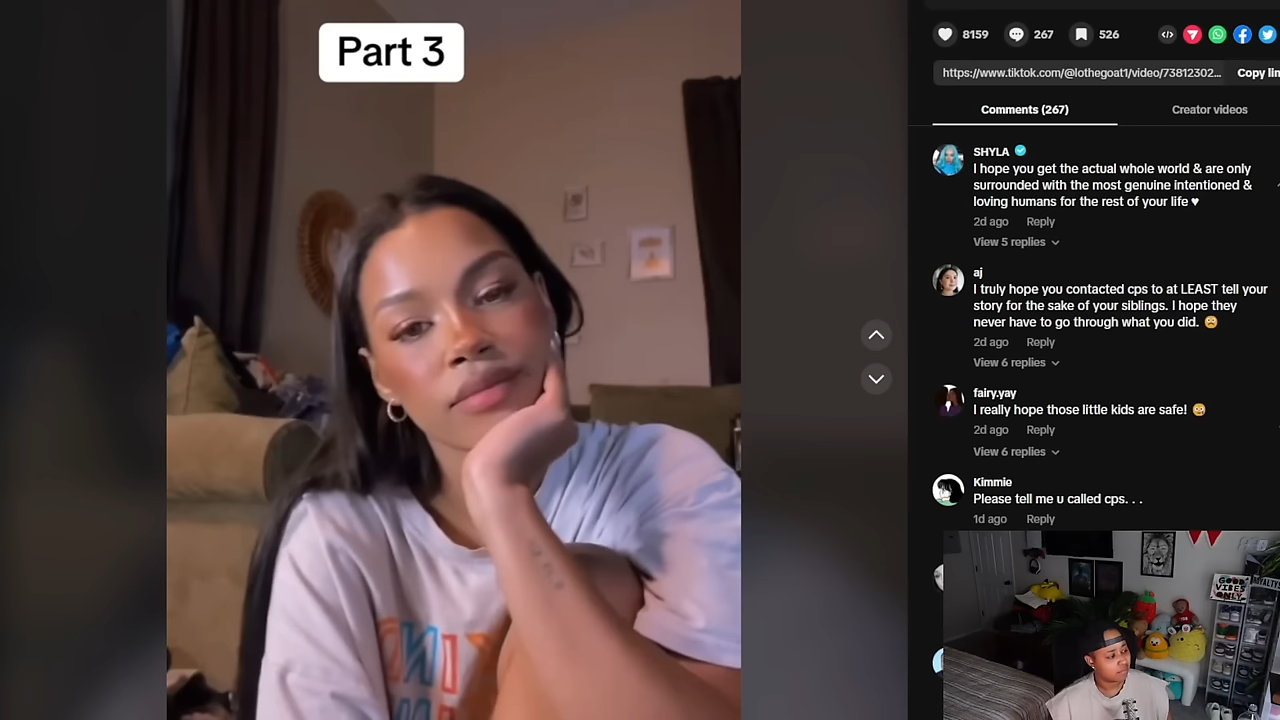 Part 3
8159 267 526
https://www.tiktok.com/@lothegoat1/video/73812302... Copy lin
Comments (267) Creator videos
SHYLA
I hope you get the actual whole world & are only
surrounded with the most genuine intentioned &
loving humans for the rest of your life ♥
2d ago Reply
View 5 replies
aj
I truly hope you contacted cps to at LEAST tell your
story for the sake of your siblings. I hope they
never have to go through what you did. 😩
2d ago Reply
View 6 replies
fairy.yay
I really hope those little kids are safe! 😳
2d ago Reply
View 6 replies
Kimmie
Please tell me u called cps. . .
1d ago Reply
GOOD
VIBES
ONLY